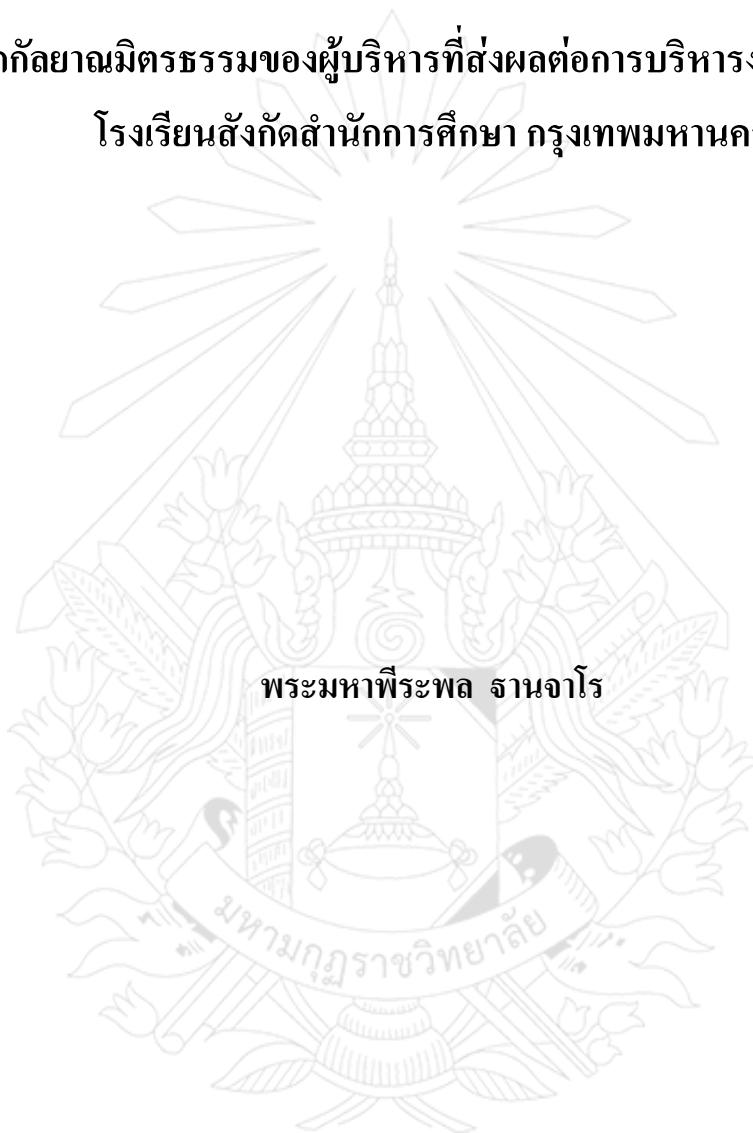 กัลยาณมิตรธรรมของผู้บริหารที่ส่งผลต่อการบริหาร
โรงเรียนสังกัดสำนักการศึกษา กรุงเทพมหานคร
พระมหาพีระพล ฐานจาโร
มหามกุฏราชวิทยาลัย